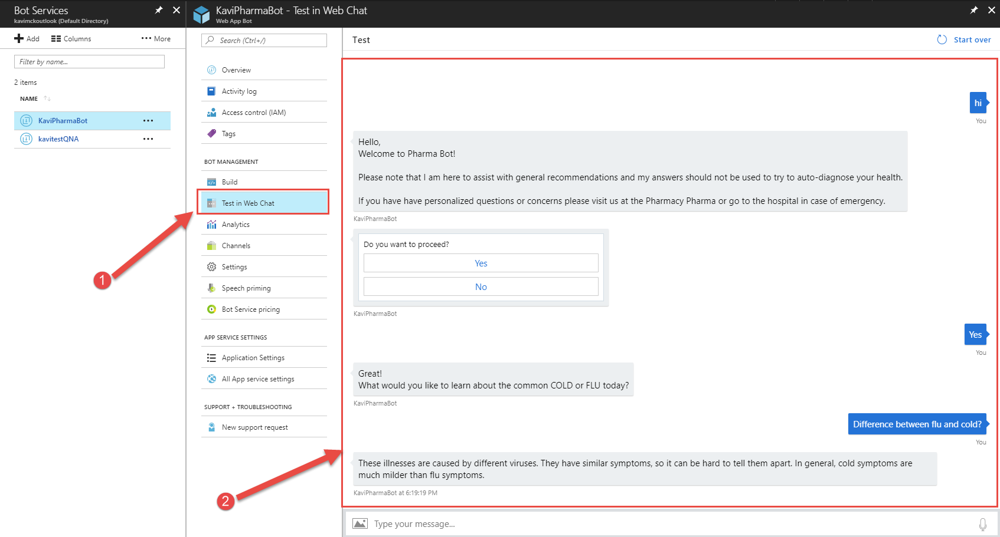 Bot Services
kavimckoutlook (Default Directory)
Add
Columns
More
Filter by name...
2 items
NAME
KaviPharmaBot
kavitestQNA
KaviPharmaBot - Test in Web Chat
Web App Bot
Search (Ctrl+/)
Overview
Activity log
Access control (IAM)
Tags
BOT MANAGEMENT
Build
Test in Web Chat
Analytics
Channels
Settings
Speech priming
Bot Service pricing
APP SERVICE SETTINGS
Application Settings
All App service settings
SUPPORT + TROUBLESHOOTING
New support request
1
2
Test
Start over
hi
You
Hello,
Welcome to Pharma Bot!
Please note that I am here to assist with general recommendations and my answers should not be used to try to auto-diagnose your health.
If you have have personalized questions or concerns please visit us at the Pharmacy Pharma or go to the hospital in case of emergency.
KaviPharmaBot
Do you want to proceed?
Yes
No
KaviPharmaBot
Yes
You
Great!
What would you like to learn about the common COLD or FLU today?
KaviPharmaBot
Difference between flu and cold?
You
These illnesses are caused by different viruses. They have similar symptoms, so it can be hard to tell them apart. In general, cold symptoms are
much milder than flu symptoms.
KaviPharmaBot at 6:19:19 PM
Type your message...